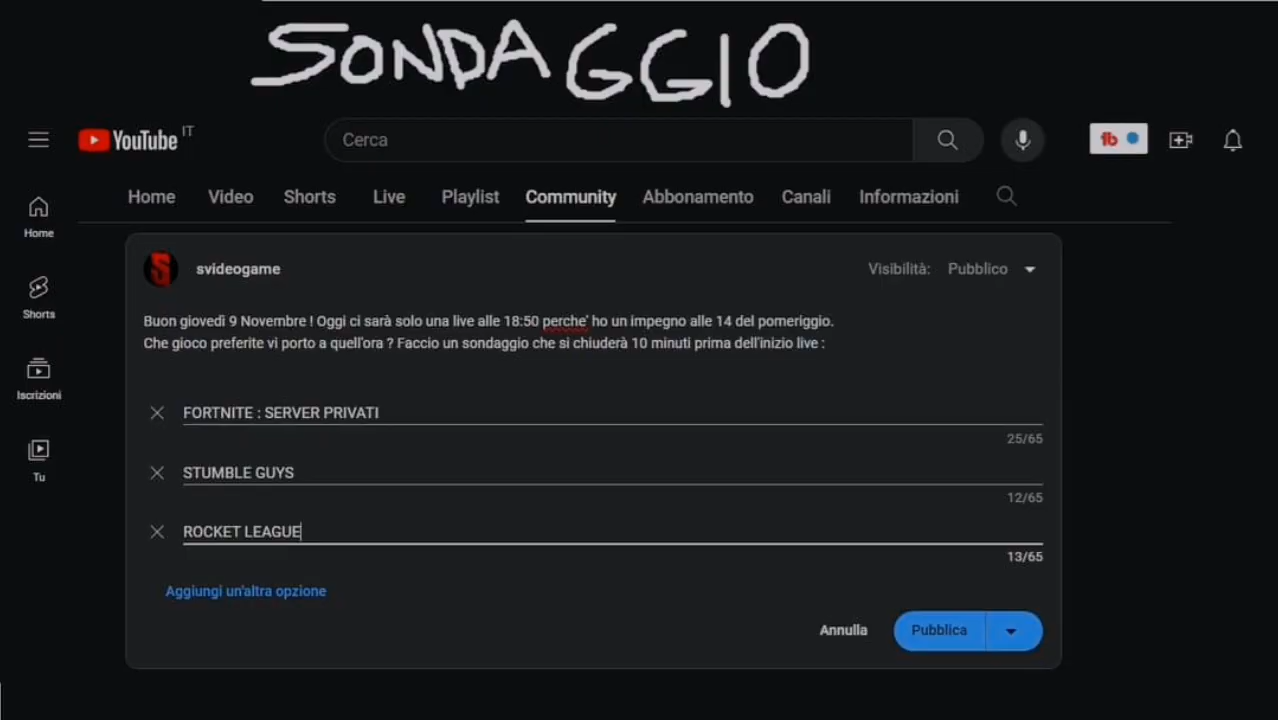 SONDAGGIO
YouTube IT
Cerca
Home Video Shorts Live Playlist Community Abbonamento Canali Informazioni
Home
Shorts
Iscrizioni
Tu
svideogame
Visibilità: Pubblico
Buon giovedì 9 Novembre ! Oggi ci sarà solo una live alle 18:50 perche' ho un impegno alle 14 del pomeriggio.
Che gioco preferite vi porto a quell'ora ? Faccio un sondaggio che si chiuderà 10 minuti prima dell'inizio live :
FORTNITE : SERVER PRIVATI
25/65
STUMBLE GUYS
12/65
ROCKET LEAGUE
13/65
Aggiungi un'altra opzione
Annulla
Pubblica